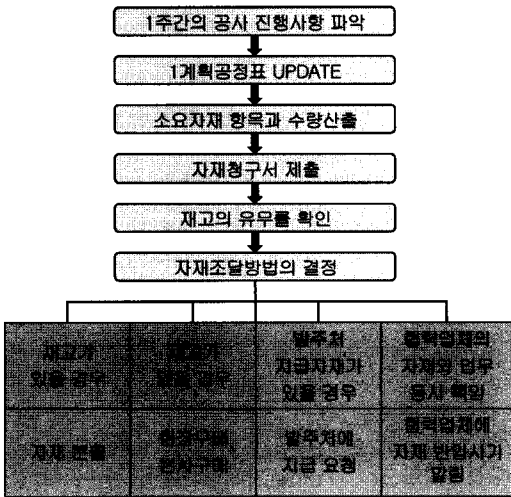 1주간의 공사 진행사항 파악
1계획공정표 UPDATE
소요자재 항목과 수량산출
자재청구서 제출
재고의 유무를 확인
자재조달방법의 결정
재고가
있을 경우
재고가
없을 경우
발주처
지급자재가
있을 경우
협력업체의
자재와 업무
공사 책임
자재 반출
현장구매
본사구매
발주처에
지급 요청
협력업체에
자재 반입시기
알림